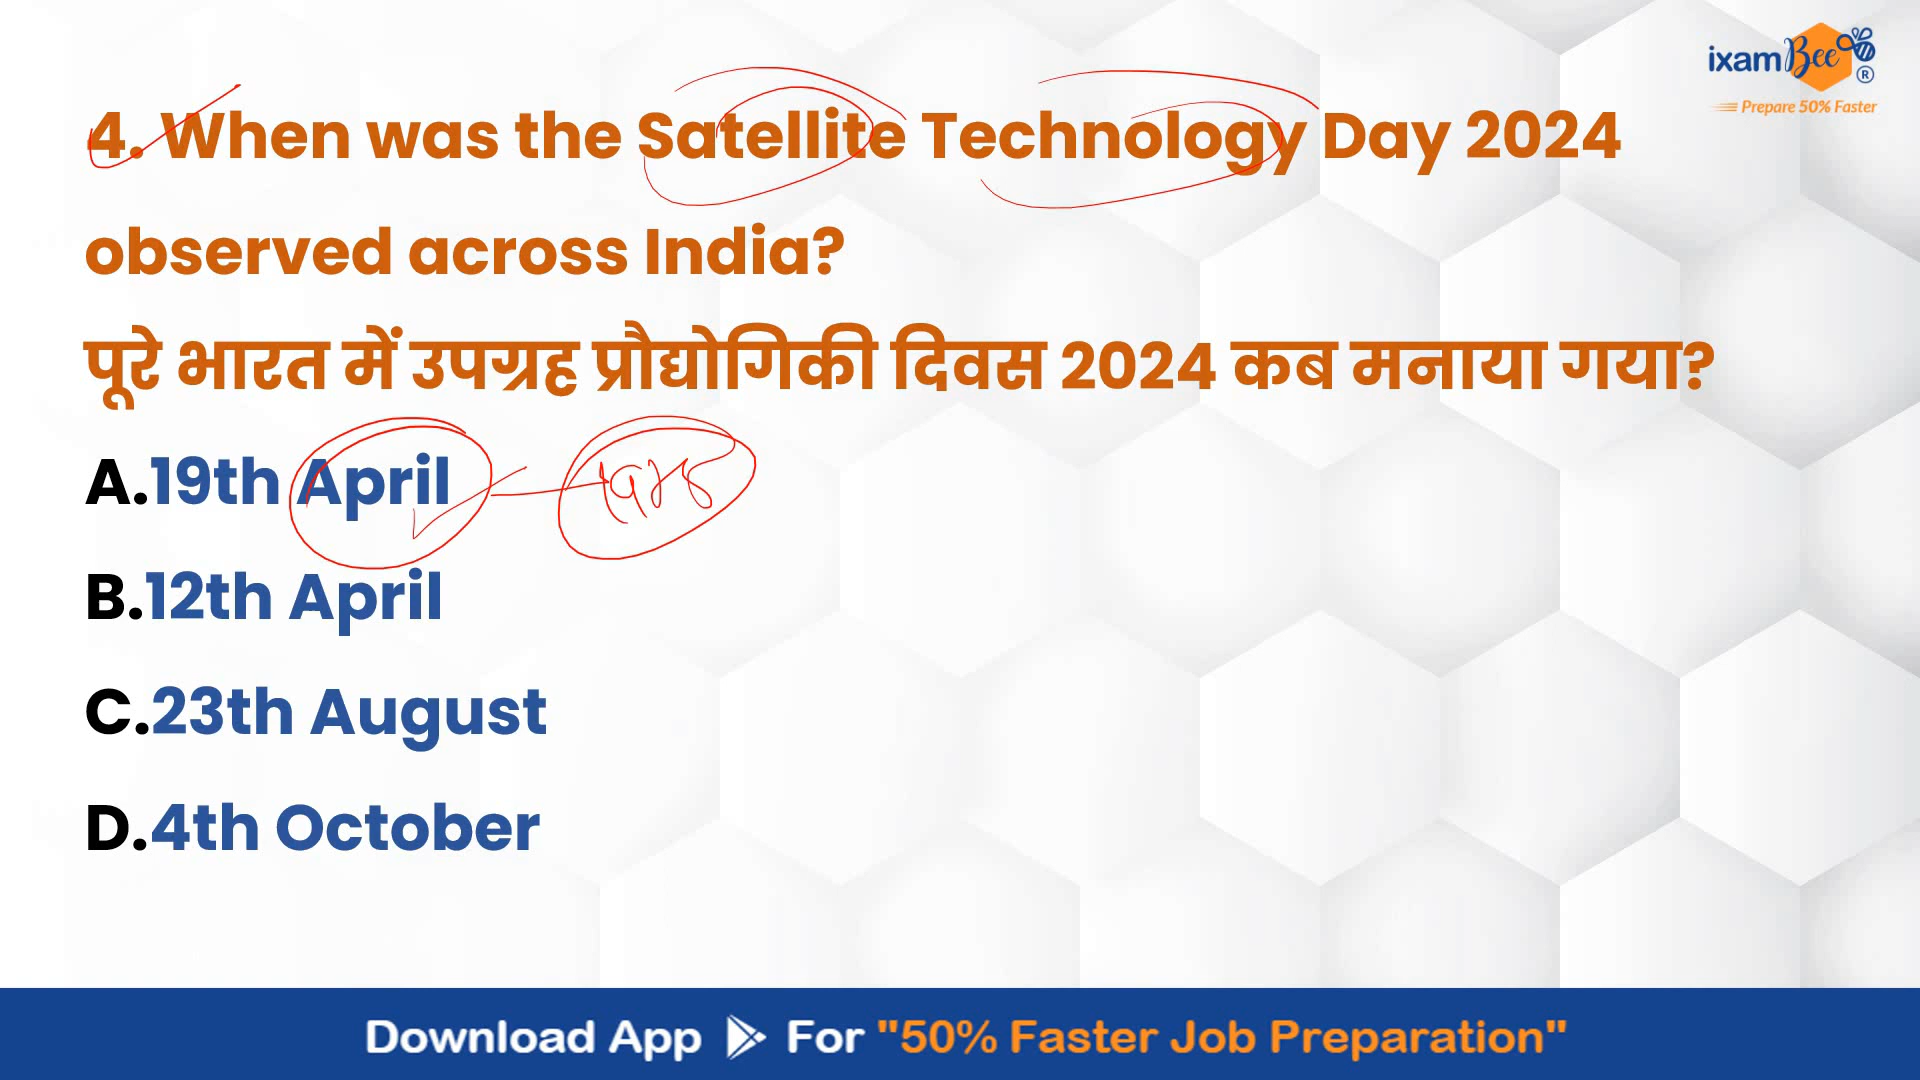 ixamBee
®
Prepare 50% Faster
4. When was the Satellite Technology Day 2024
observed across India?
पूरे भारत में उपग्रह प्रौद्योगिकी दिवस 2024 कब मनाया गया?
A.19th April
1975
B.12th April
C.23th August
D.4th October
Download App For "50% Faster Job Preparation"